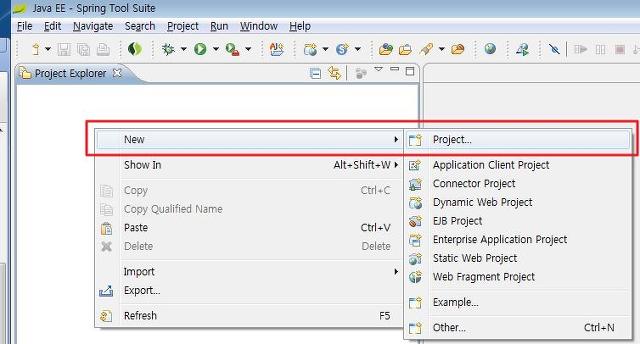 Java EE - Spring Tool Suite
File Edit Navigate Search Project Run Window Help
Project Explorer
New Project...
Show In Alt+Shift+W Application Client Project
Connector Project
Copy Ctrl+C Dynamic Web Project
Copy Qualified Name EJB Project
Paste Ctrl+V Enterprise Application Project
Delete Delete Static Web Project
Import Web Fragment Project
Export... Example...
Refresh F5 Other... Ctrl+N